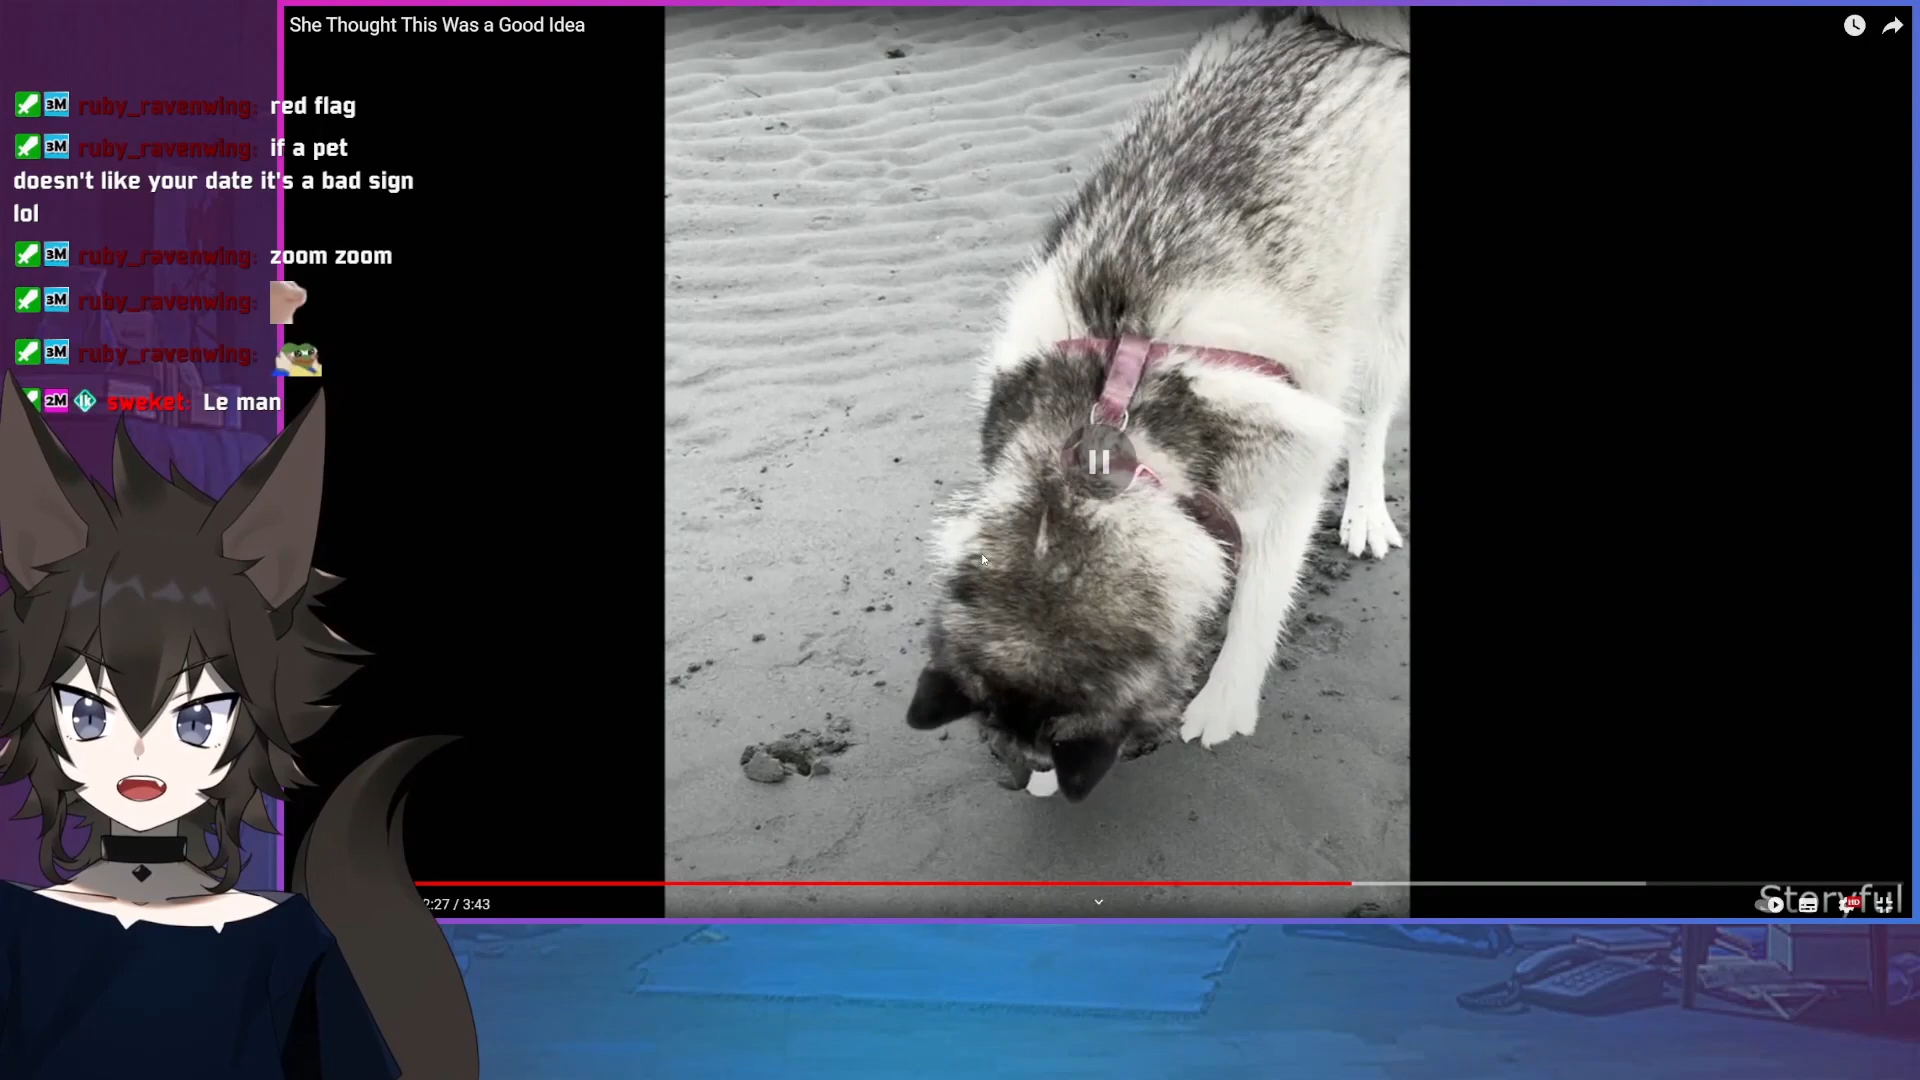 She Thought This Was a Good Idea
3M ruby_ravenwing: red flag
3M ruby_ravenwing: if a pet
doesn't like your date it's a bad sign
lol
3M ruby_ravenwing: zoom zoom
3M ruby_ravenwing:
3M ruby_ravenwing:
2M lk sweket: Le man
2:27 / 3:43
Storyful
HD